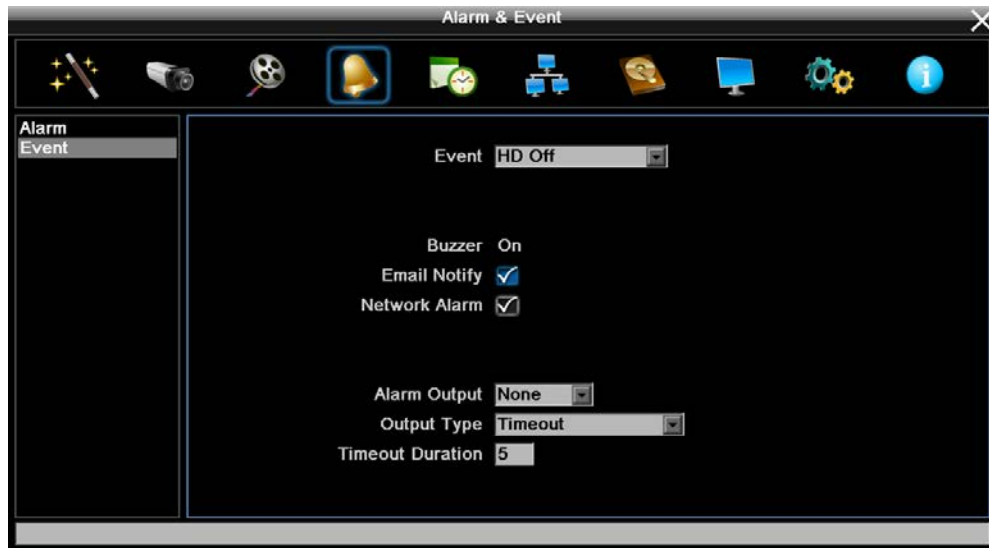 Alarm & Event
Alarm
Event
Event HD Off
Buzzer On
Email Notify
Network Alarm
Alarm Output None
Output Type Timeout
Timeout Duration 5